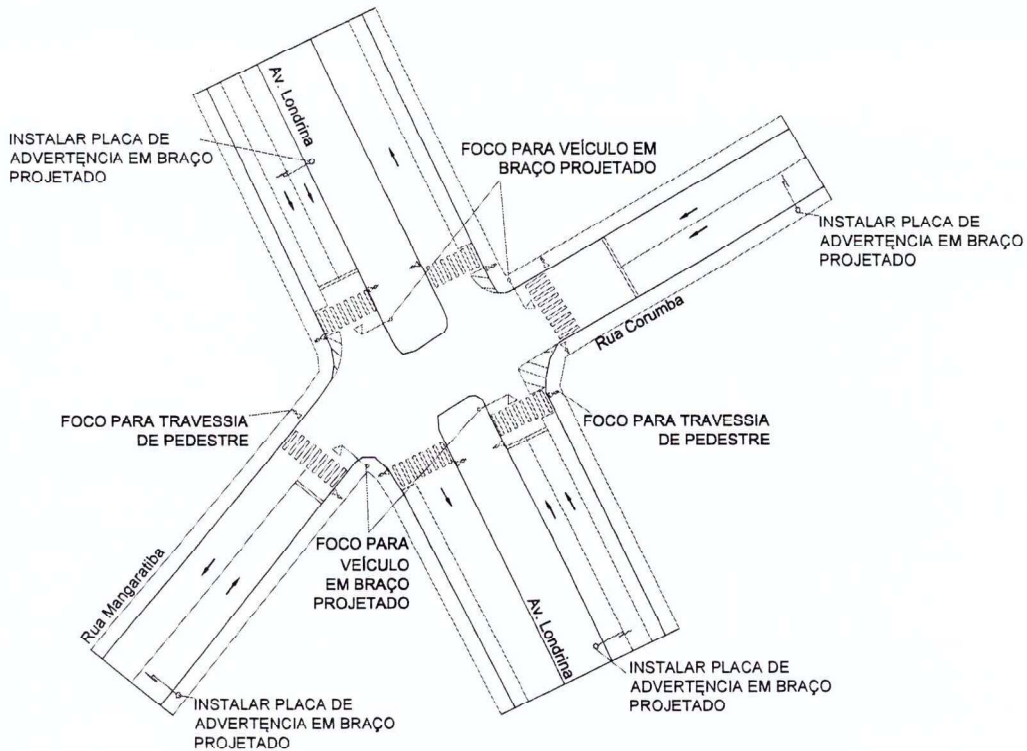 Av. Londrina
INSTALAR PLACA DE
ADVERTÊNCIA EM BRAÇO
PROJETADO
FOCO PARA VEÍCULO EM
BRAÇO PROJETADO
INSTALAR PLACA DE
ADVERTÊNCIA EM BRAÇO
PROJETADO
Rua Corumba
FOCO PARA TRAVESSIA
DE PEDESTRE
FOCO PARA TRAVESSIA
DE PEDESTRE
FOCO PARA
VEÍCULO
EM BRAÇO
PROJETADO
Rua Mangaratiba
Av. Londrina
INSTALAR PLACA DE
ADVERTÊNCIA EM BRAÇO
PROJETADO
INSTALAR PLACA DE
ADVERTÊNCIA EM BRAÇO
PROJETADO